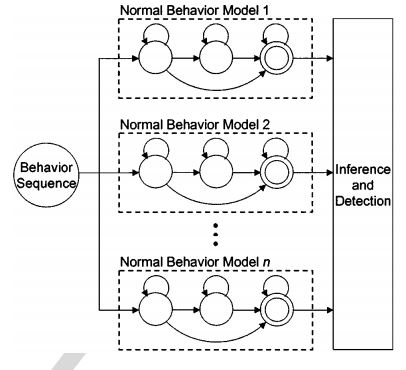 Normal Behavior Model 1
Normal Behavior Model 2
Behavior
Sequence
Inference
and
Detection
Normal Behavior Model n